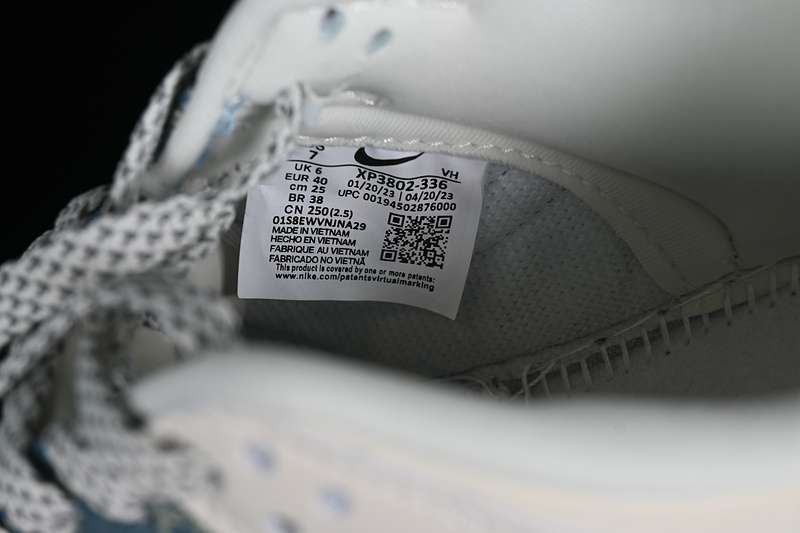 7
UK 6
EUR 40
cm 25
BR 38
CN 250(2.5)
XP3802-336 VH
01/20/23 | 04/20/23
UPC 00194502876000
01S8EWVNJNA29
MADE IN VIETNAM
HECHO EN VIETNAM
FABRIQUE AU VIETNAM
FABRICADO NO VIETNÃ
This product is covered by one or more patents:
www.nike.com/patentsvirtualmarking